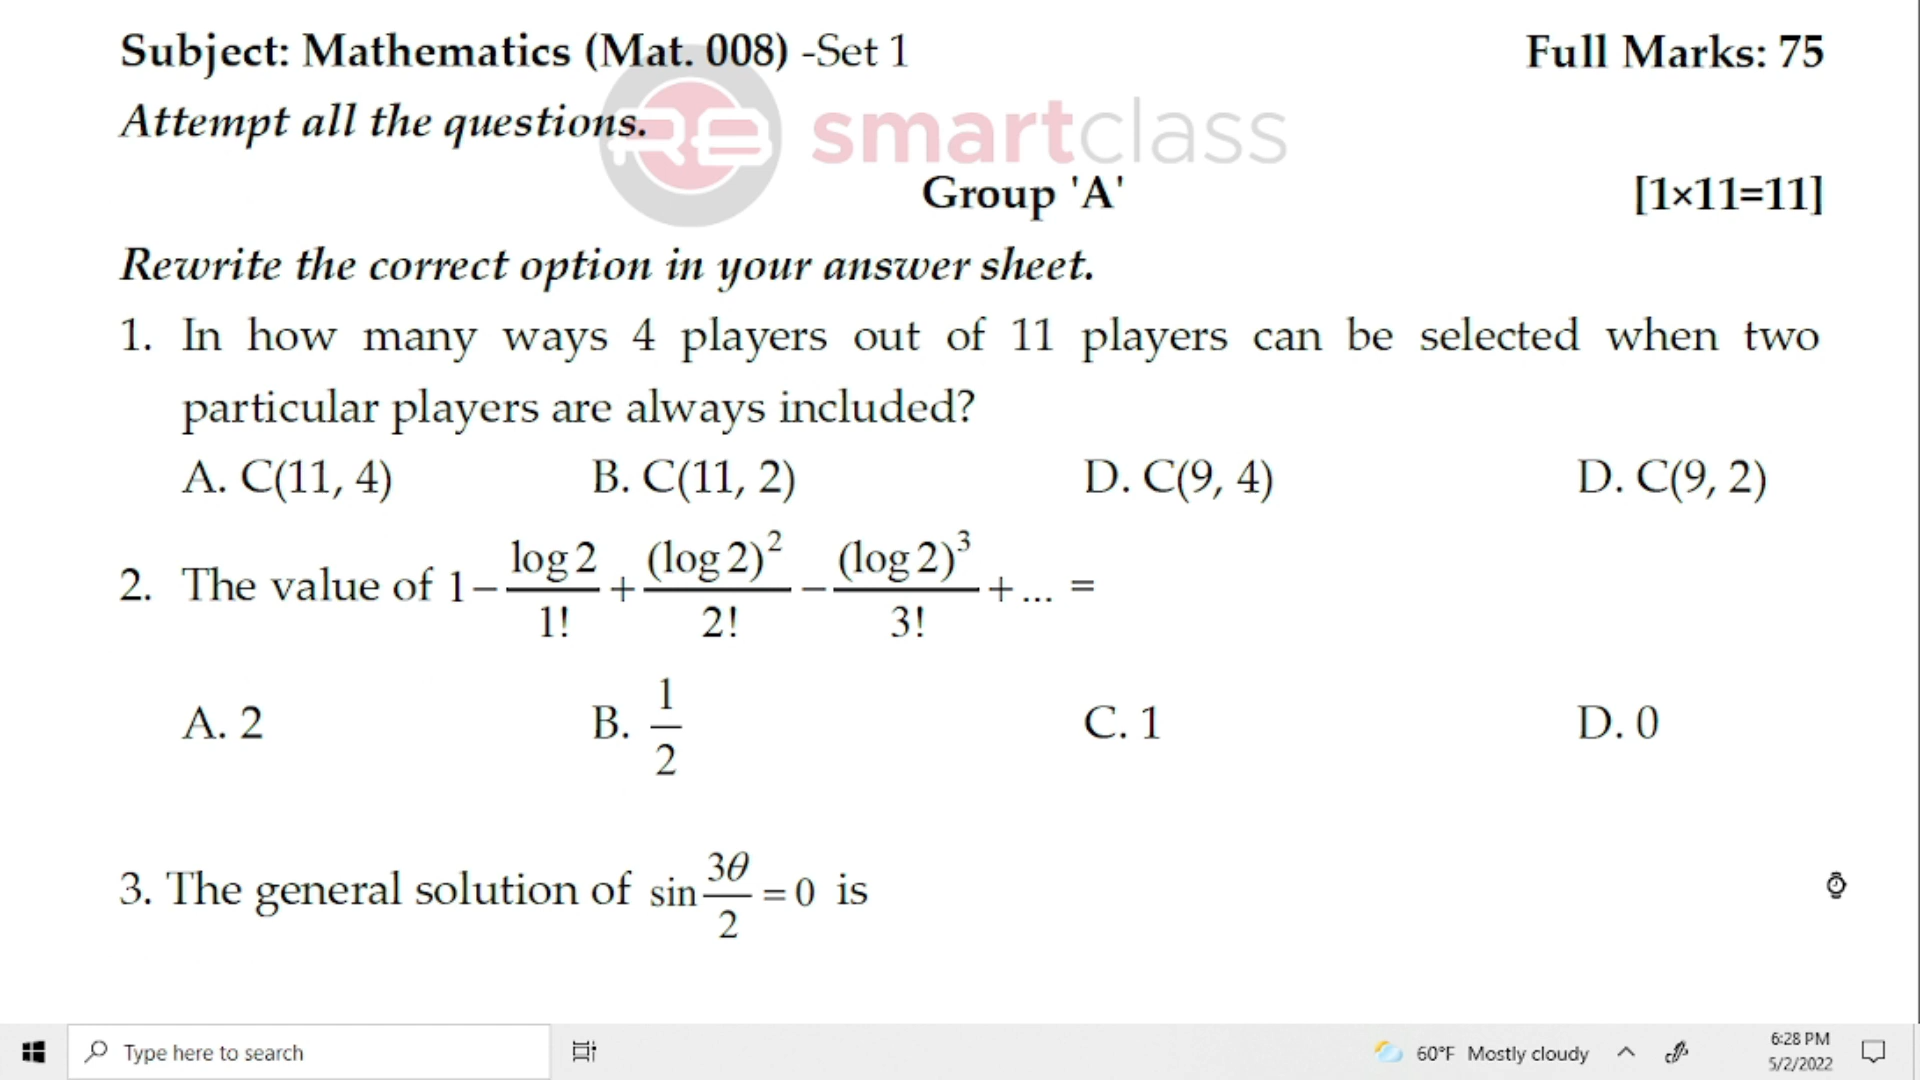 Subject: Mathematics (Mat. 008) -Set 1 Full Marks: 75
Attempt all the questions.
RB smartclass
Group 'A' [1×11=11]
Rewrite the correct option in your answer sheet.
1. In how many ways 4 players out of 11 players can be selected when two
particular players are always included?
A. C(11, 4) B. C(11, 2) D. C(9, 4) D. C(9, 2)
2. The value of 1 - log 2/1! + (log 2)²/2! - (log 2)³/3! + ... =
A. 2 B. 1/2 C. 1 D. 0
3. The general solution of sin 3θ/2 = 0 is
Type here to search 60°F Mostly cloudy 6:28 PM
5/2/2022